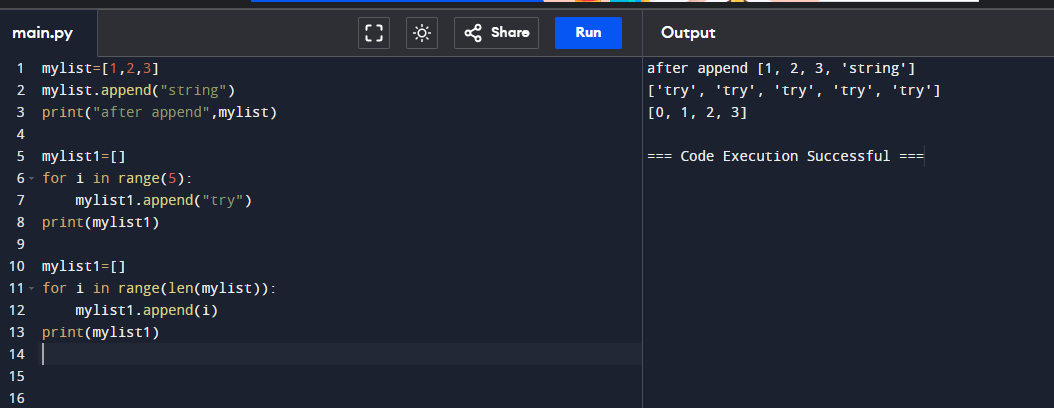 main.py
Share
Run
Output
1 mylist=[1,2,3]
2 mylist.append("string")
3 print("after append",mylist)
4
5 mylist1=[]
6 for i in range(5):
7     mylist1.append("try")
8 print(mylist1)
9
10 mylist1=[]
11 for i in range(len(mylist)):
12     mylist1.append(i)
13 print(mylist1)
14
15
16
after append [1, 2, 3, 'string']
['try', 'try', 'try', 'try', 'try']
[0, 1, 2, 3]
=== Code Execution Successful ===